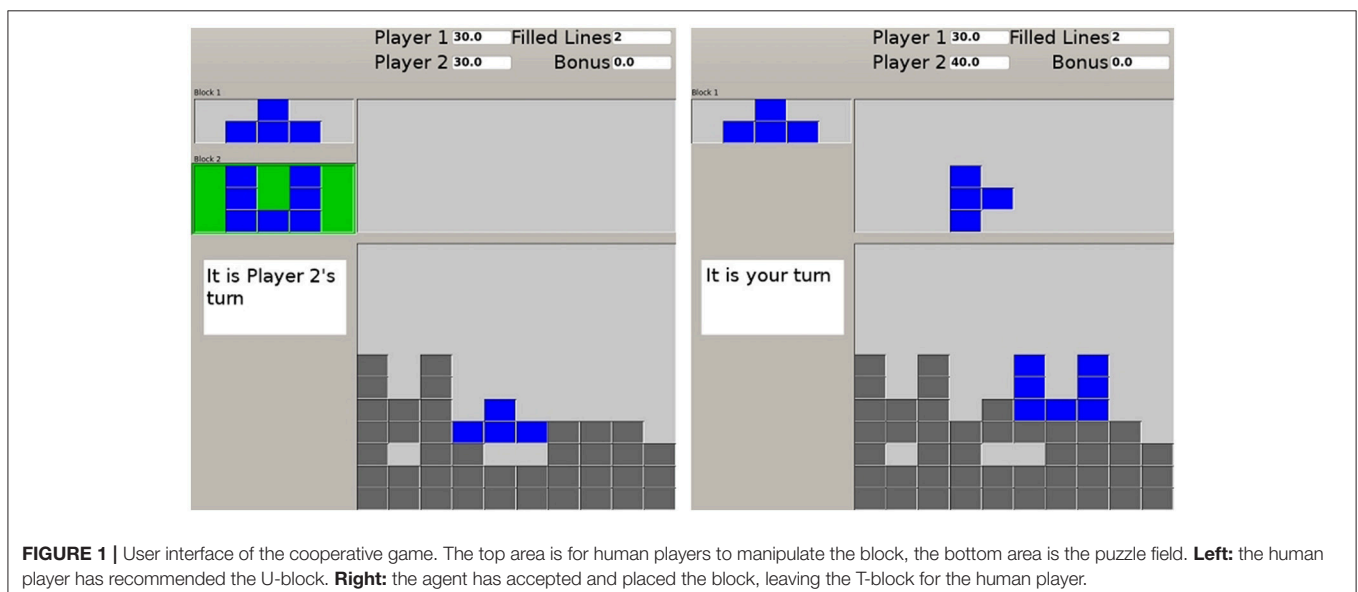 Player 1 30.0 Filled Lines 2
Player 2 30.0 Bonus 0.0
Block 1
Block 2
It is Player 2's
turn
Player 1 30.0 Filled Lines 2
Player 2 40.0 Bonus 0.0
Block 1
It is your turn
FIGURE 1 | User interface of the cooperative game. The top area is for human players to manipulate the block, the bottom area is the puzzle field. Left: the human
player has recommended the U-block. Right: the agent has accepted and placed the block, leaving the T-block for the human player.